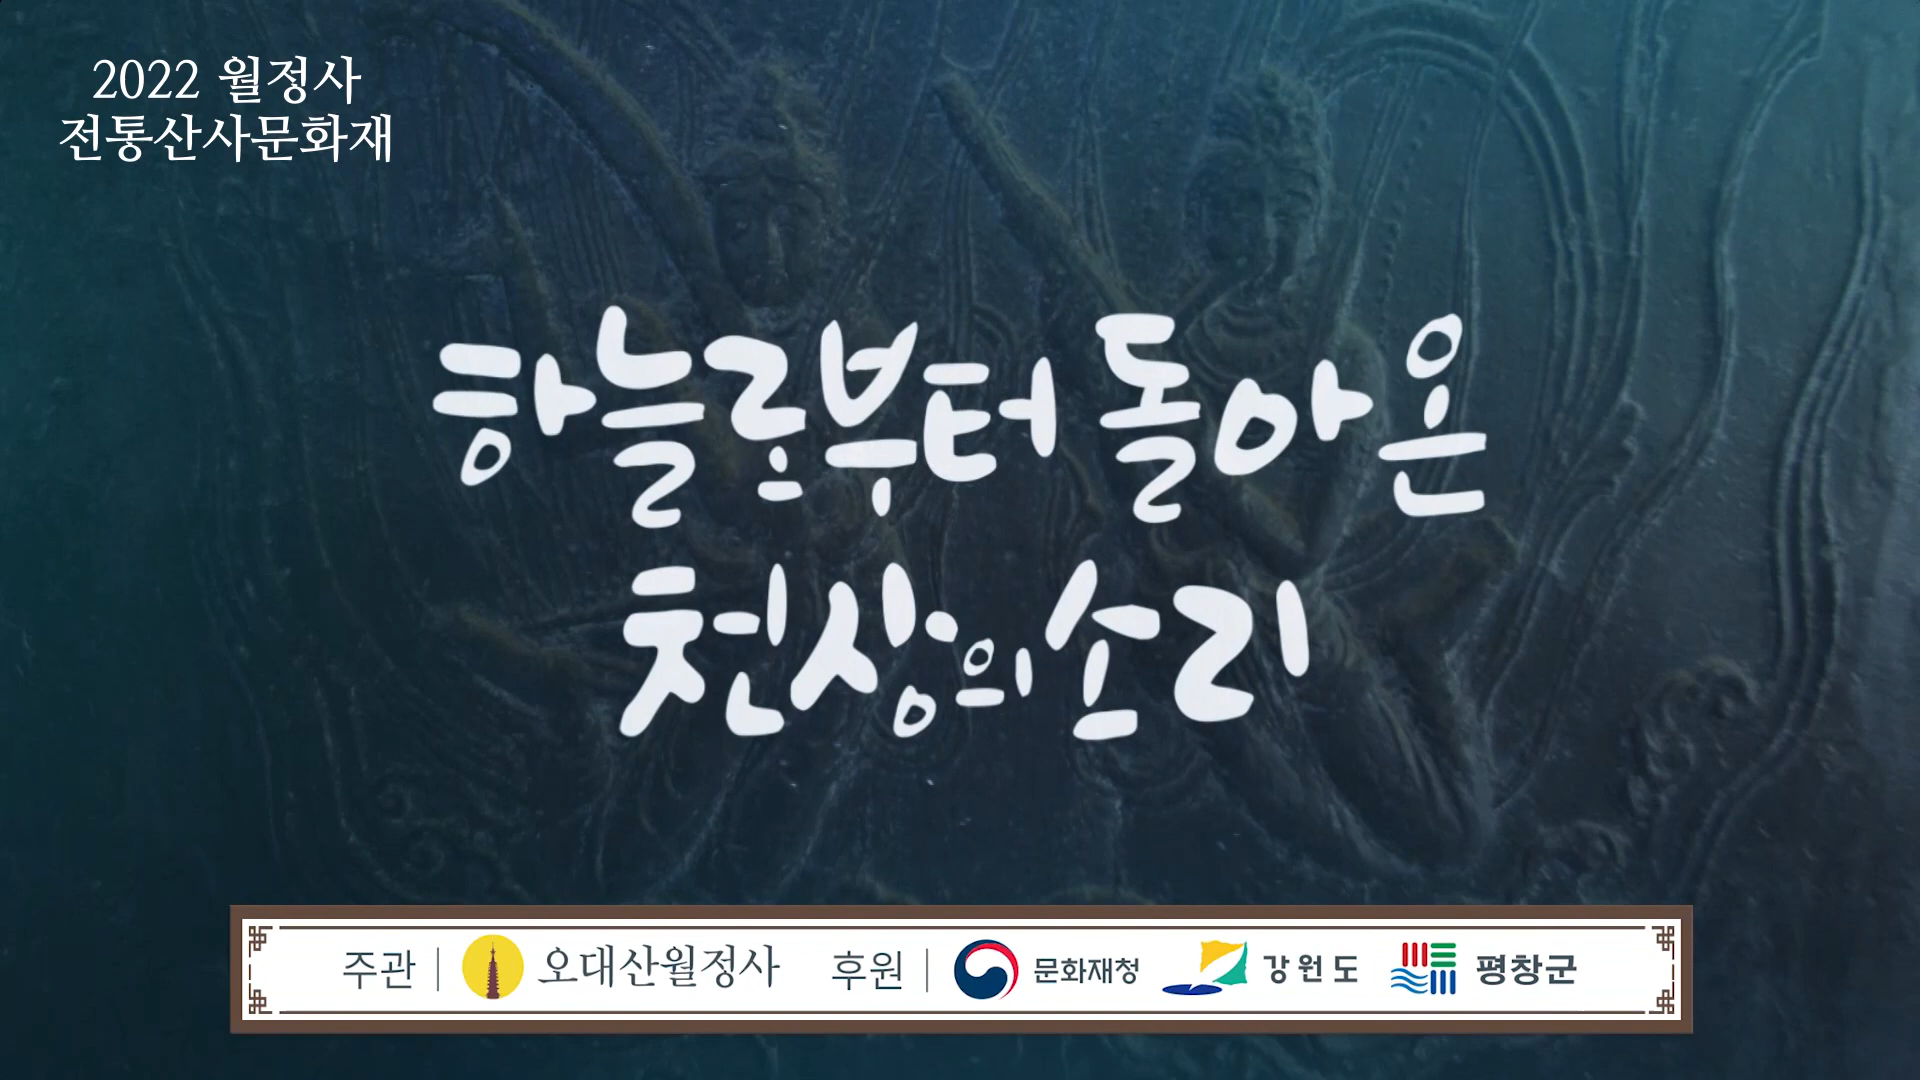 2022 월정사
전통산사문화재
하늘로부터 돌아온
천상의 소리
주관 | 오대산월정사 후원 | 문화재청 강원도 평창군